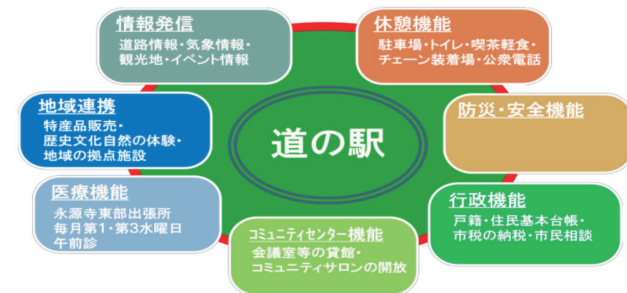 情報発信
道路情報・気象情報・
観光地・イベント情報
休憩機能
駐車場・トイレ・喫茶軽食・
チェーン装着場・公衆電話
地域連携
特産品販売・
歴史文化自然の体験・
地域の拠点施設
道の駅
防災・安全機能
医療機能
永源寺東部出張所
毎月第1・第3水曜日
午前診
コミュニティセンター機能
会議室等の貸館・
コミュニティサロンの開放
行政機能
戸籍・住民基本台帳・
市税の納税・市民相談